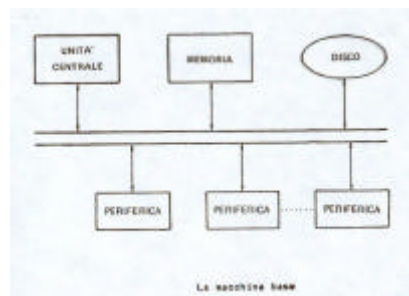 UNITA'
CENTRALE
MEMORIA
DISCO
PERIFERICA
PERIFERICA
PERIFERICA
La macchina base